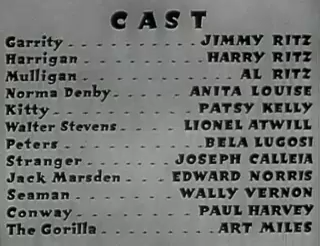 CAST
Garrity - - - - - - - - - - JIMMY RITZ
Harrigan - - - - - - - - - HARRY RITZ
Mulligan - - - - - - - - - - - AL RITZ
Norma Denby - - - - - - ANITA LOUISE
Kitty - - - - - - - - - - - PATSY KELLY
Walter Stevens - - - - LIONEL ATWILL
Peters - - - - - - - - - - BELA LUGOSI
Stranger - - - - - - - JOSEPH CALLEIA
Jack Marsden - - - EDWARD NORRIS
Seaman - - - - - - - - WALLY VERNON
Conway - - - - - - - - - PAUL HARVEY
The Gorilla - - - - - - - - ART MILES